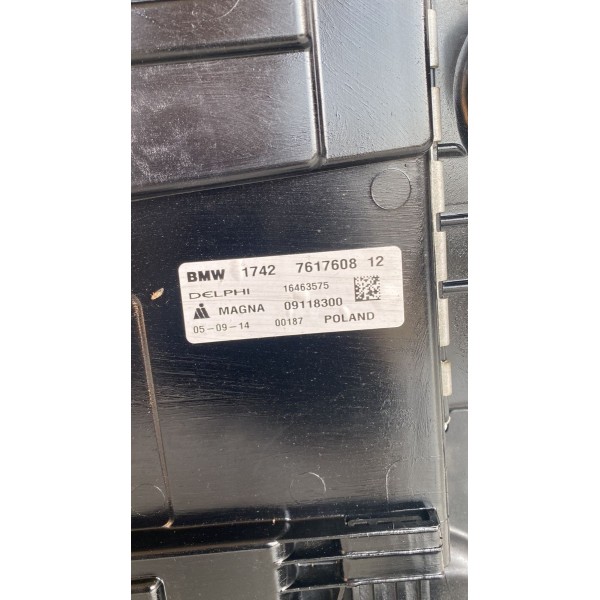 BMW 1742 7617608 12
DELPHI 16463575
MAGNA 09118300
05-09-14 00187 POLAND